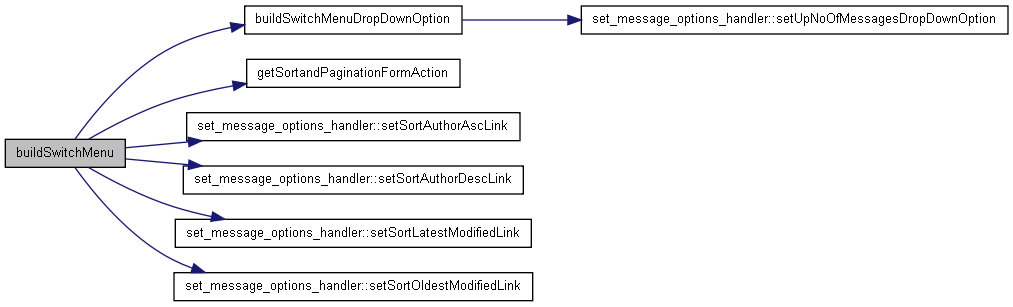 buildSwitchMenuDropDownOption
set_message_options_handler::setUpNoOfMessagesDropDownOption
getSortandPaginationFormAction
set_message_options_handler::setSortAuthorAscLink
buildSwitchMenu
set_message_options_handler::setSortAuthorDescLink
set_message_options_handler::setSortLatestModifiedLink
set_message_options_handler::setSortOldestModifiedLink